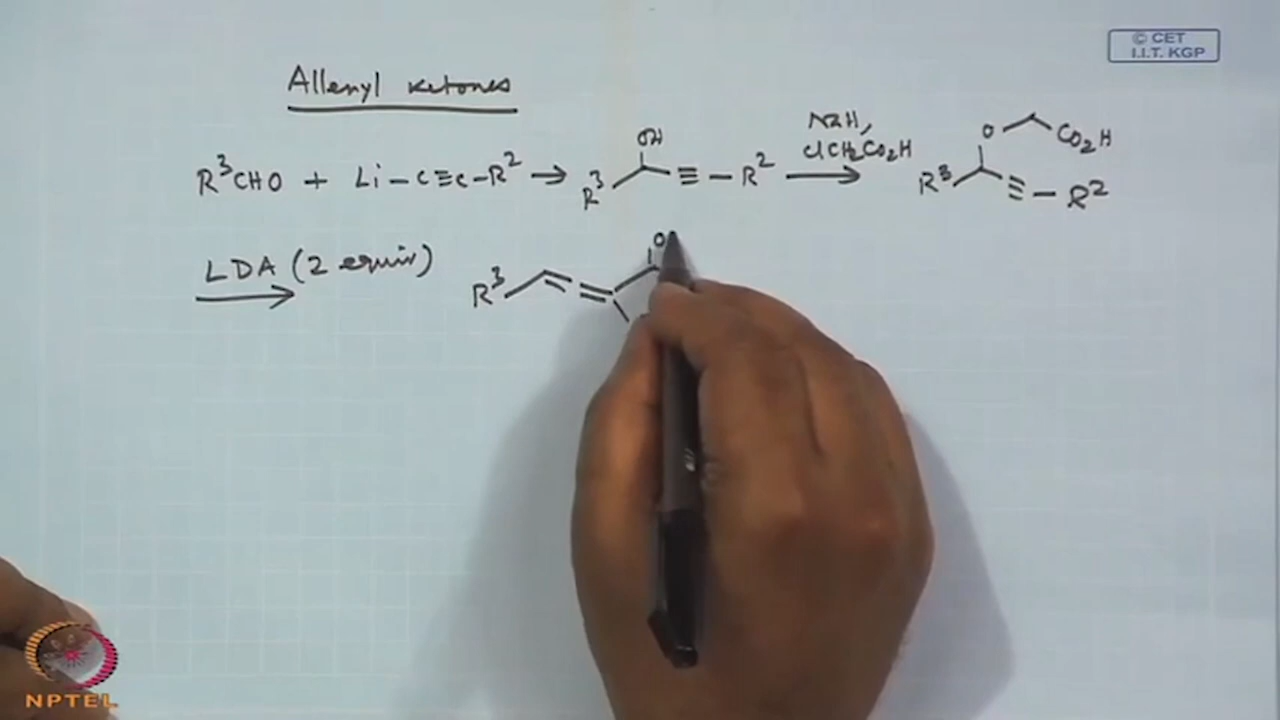 © CET
I.I.T. KGP
Allenyl ketones
R³CHO + Li-C≡C-R² → OH R³ ≡ - R² NaH, ClCH₂CO₂H → O CO₂H R³ ≡ - R²
LDA (2 equiv) → R³ O
NPTEL